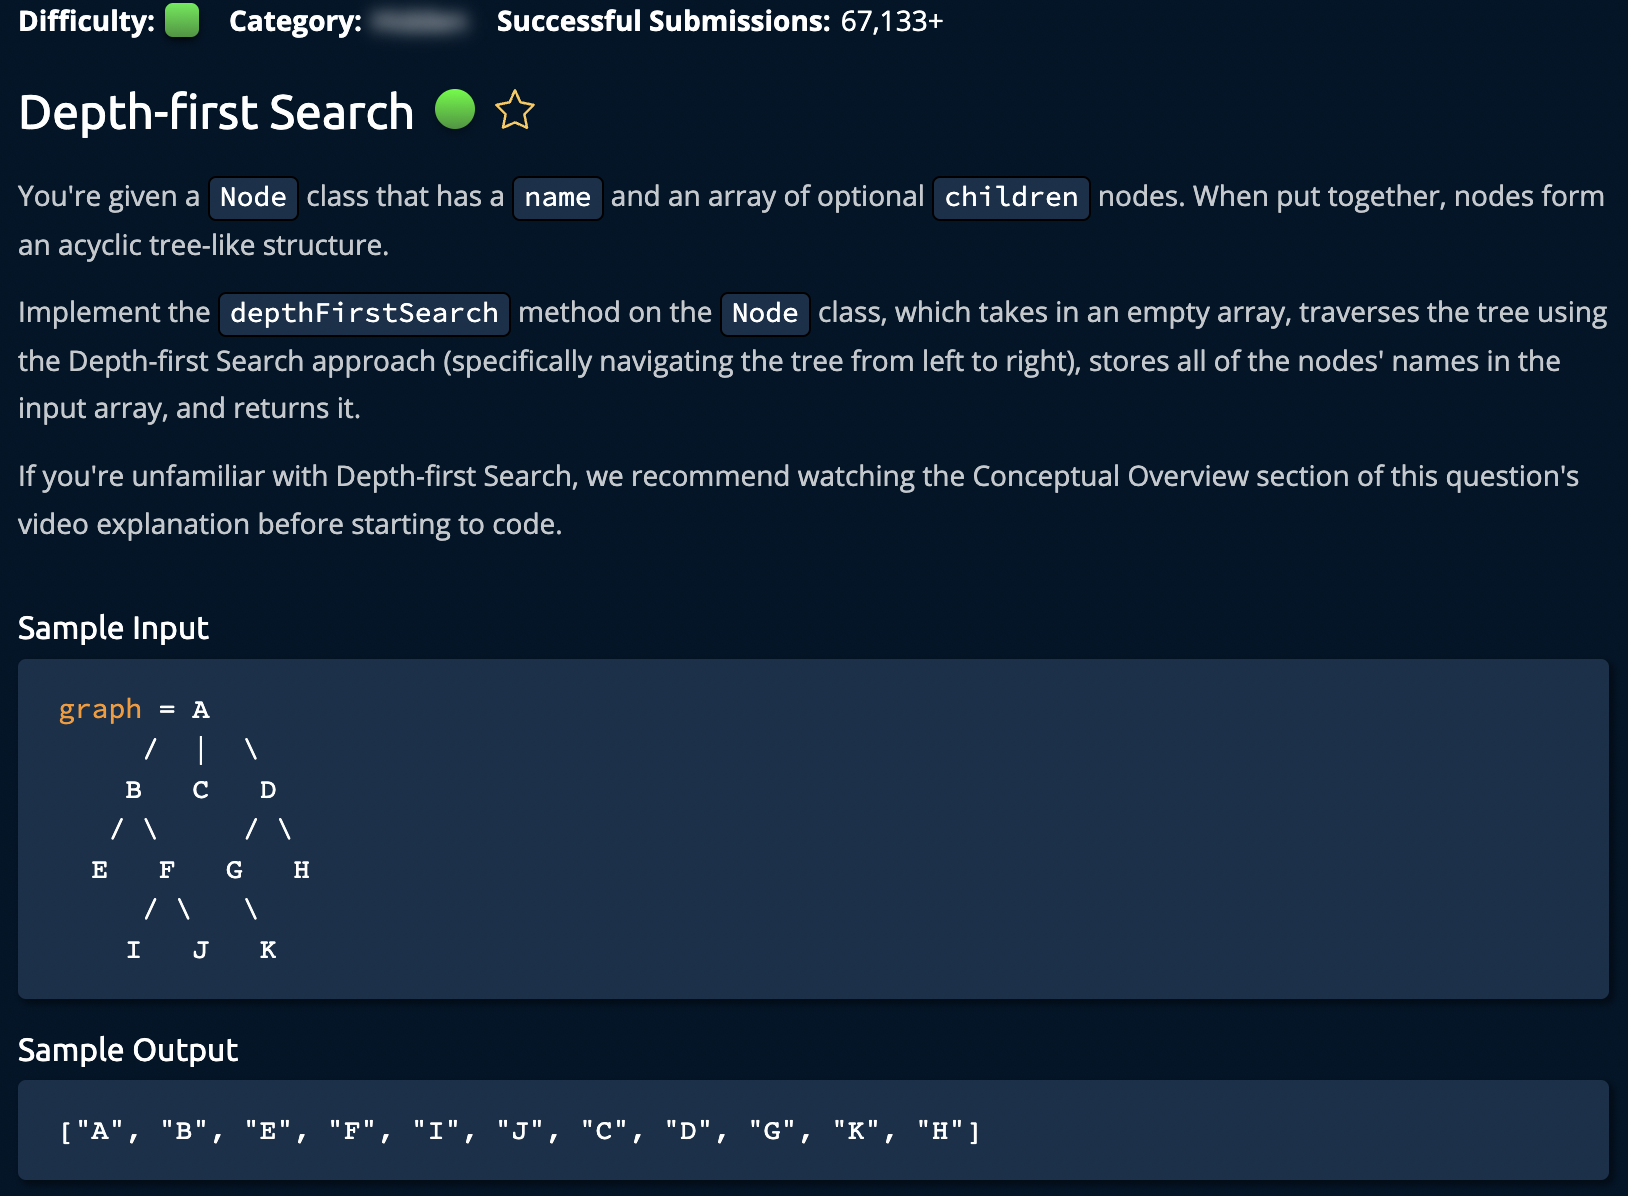 Difficulty: Category: Successful Submissions: 67,133+
Depth-first Search
You're given a Node class that has a name and an array of optional children nodes. When put together, nodes form
an acyclic tree-like structure.
Implement the depthFirstSearch method on the Node class, which takes in an empty array, traverses the tree using
the Depth-first Search approach (specifically navigating the tree from left to right), stores all of the nodes' names in the
input array, and returns it.
If you're unfamiliar with Depth-first Search, we recommend watching the Conceptual Overview section of this question's
video explanation before starting to code.
Sample Input
graph = A
/ | \
B C D
/ \ / \
E F G H
/ \ \
I J K
Sample Output
["A", "B", "E", "F", "I", "J", "C", "D", "G", "K", "H"]